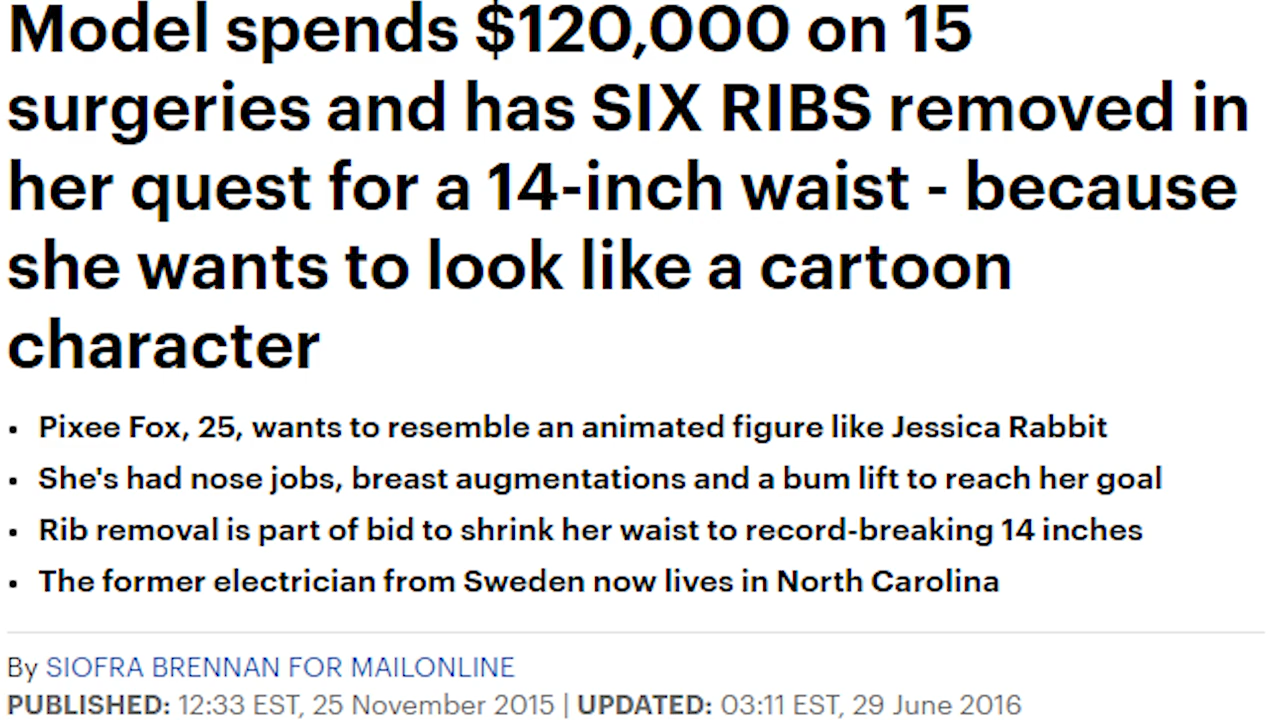 Model spends $120,000 on 15
surgeries and has SIX RIBS removed in
her quest for a 14-inch waist - because
she wants to look like a cartoon
character
• Pixee Fox, 25, wants to resemble an animated figure like Jessica Rabbit
• She's had nose jobs, breast augmentations and a bum lift to reach her goal
• Rib removal is part of bid to shrink her waist to record-breaking 14 inches
• The former electrician from Sweden now lives in North Carolina
By SIOFRA BRENNAN FOR MAILONLINE
PUBLISHED: 12:33 EST, 25 November 2015 | UPDATED: 03:11 EST, 29 June 2016